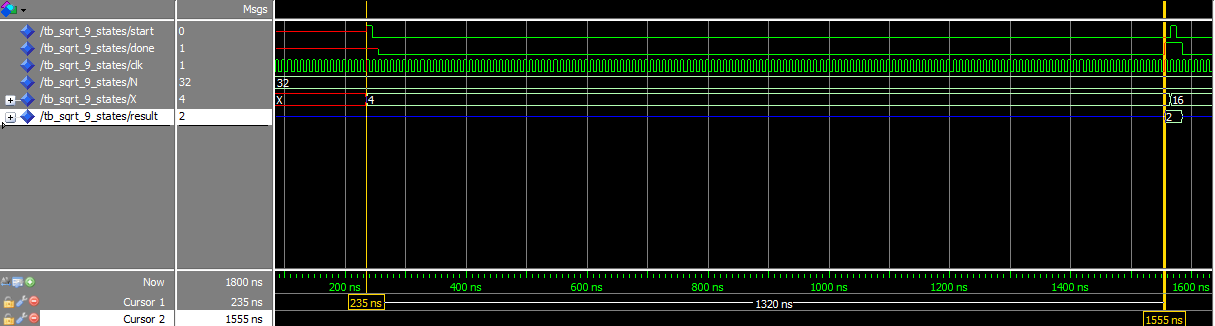 Msgs
/tb_sqrt_9_states/start 0
/tb_sqrt_9_states/done 1
/tb_sqrt_9_states/clk 1
/tb_sqrt_9_states/N 32 32
/tb_sqrt_9_states/X 4 X 4 16
/tb_sqrt_9_states/result 2 2
Now 1800 ns 200 ns 400 ns 600 ns 800 ns 1000 ns 1200 ns 1400 ns 1600 ns
Cursor 1 235 ns 235 ns 1320 ns
Cursor 2 1555 ns 1555 ns